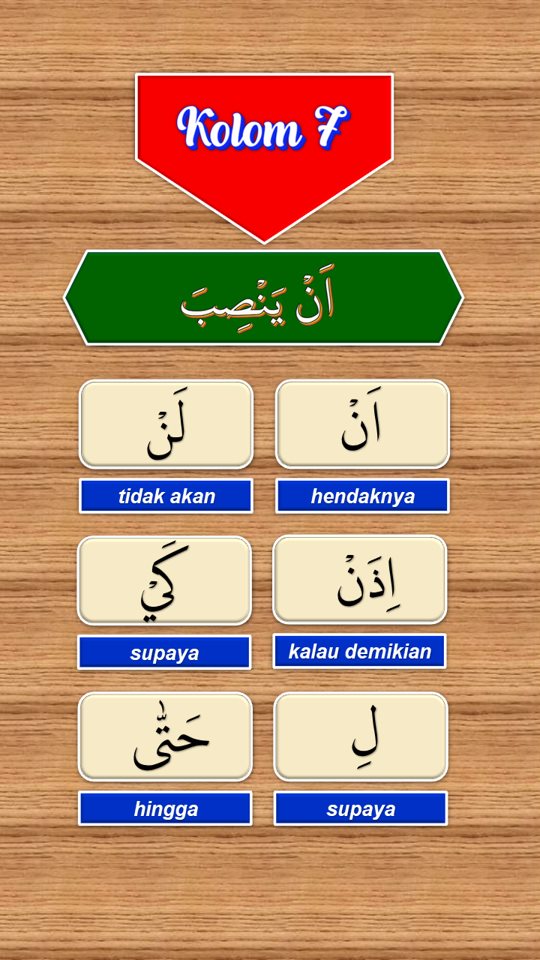 Kolom 7
اَنْ يَنْصِبَ
اَنْ
hendaknya
لَنْ
tidak akan
اِذَنْ
kalau demikian
كَيْ
supaya
لِ
supaya
حَتّٰى
hingga